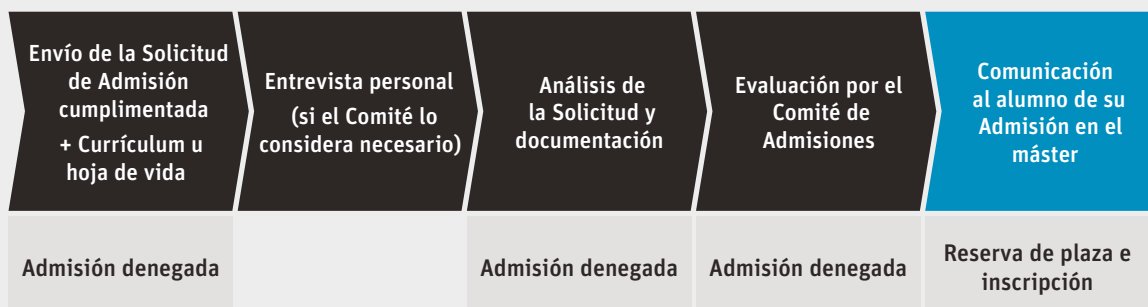 Envío de la Solicitud
de Admisión
cumplimentada
+ Currículum u
hoja de vida
Entrevista personal
(si el Comité lo
considera necesario)
Análisis de
la Solicitud y
documentación
Evaluación por el
Comité de
Admisiones
Comunicación
al alumno de su
Admisión en el
máster
Admisión denegada
Admisión denegada
Admisión denegada
Reserva de plaza e
inscripción